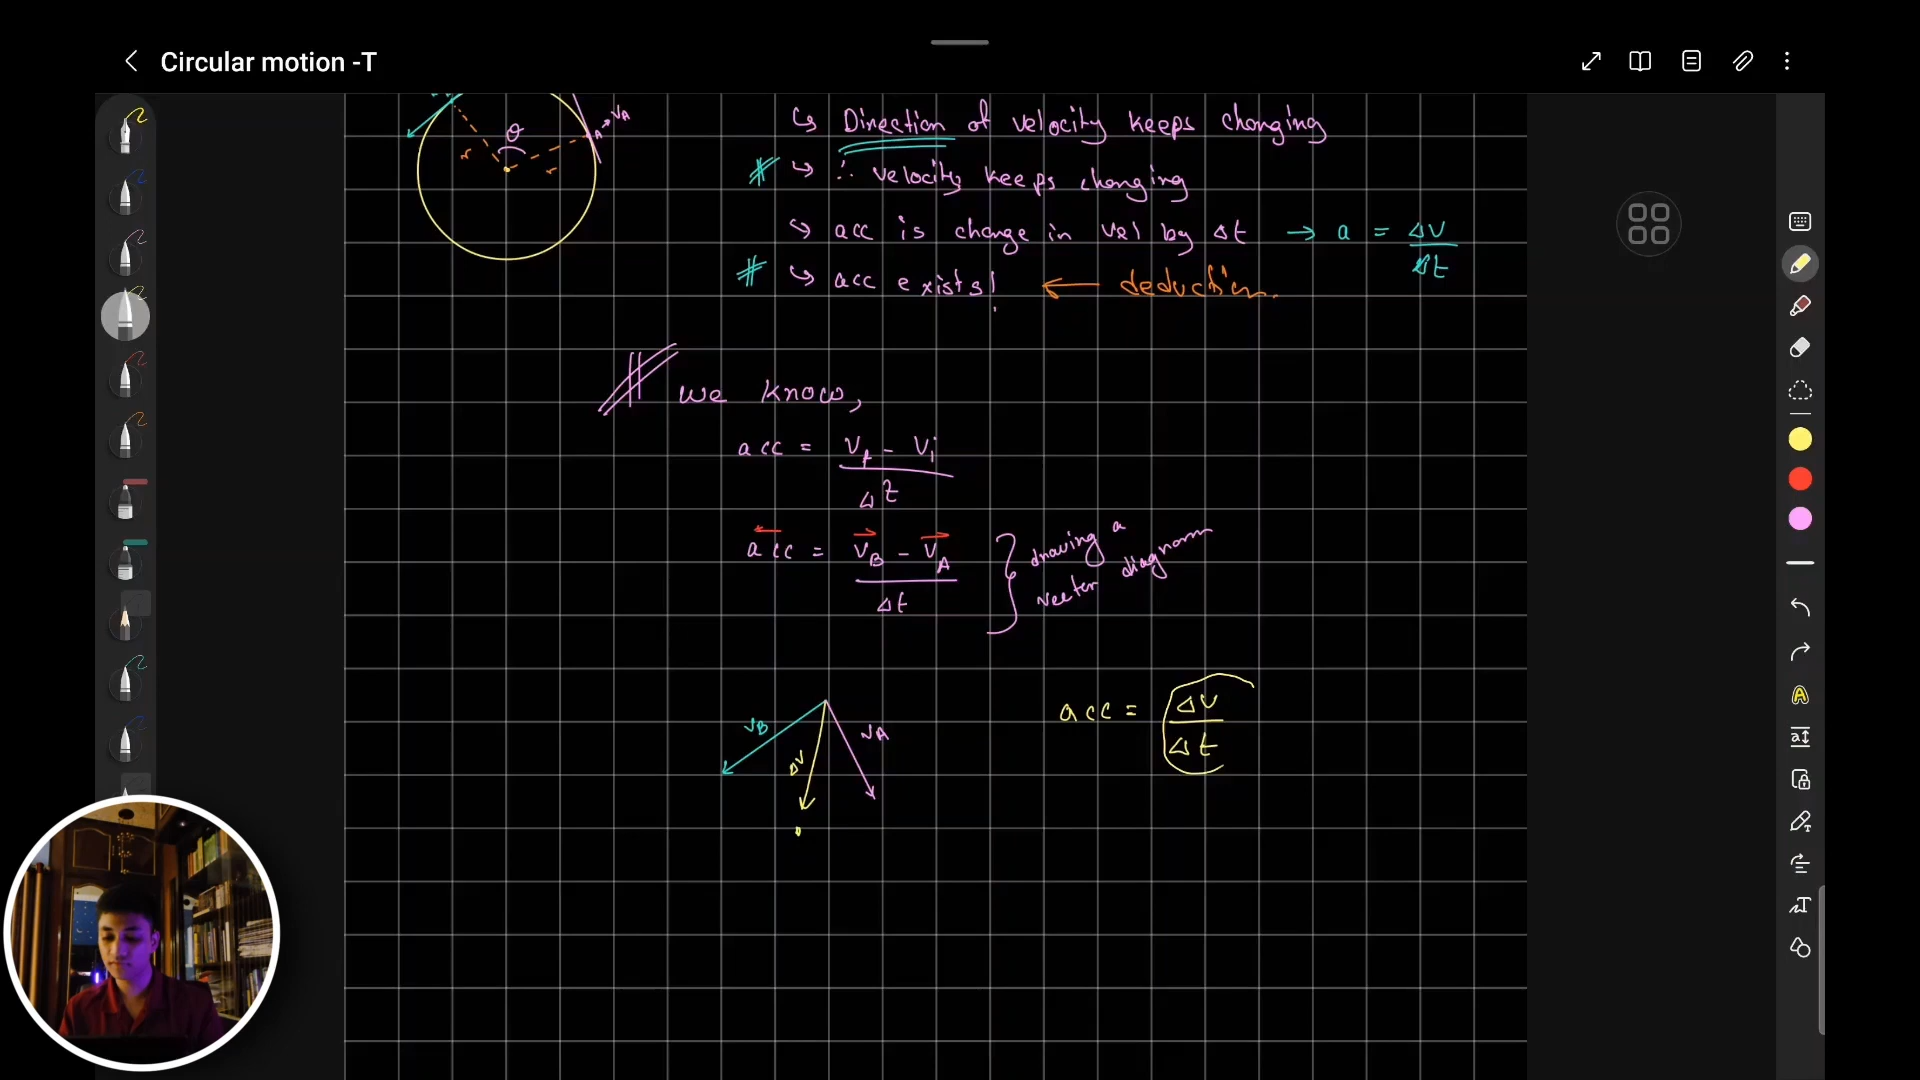 Circular motion -T
θ
r
r
A → VA
↳ Direction of velocity keeps changing
# ↳ ∴ velocity keeps changing
↳ acc is change in vel by Δt → a = ΔV / Δt
# ↳ acc exists! ← deduction.
# we know,
acc = Vf - Vi / Δt
acc = VB - VA / Δt } drawing a vector diagram
VB
ΔV
VA
acc = ΔV / Δt